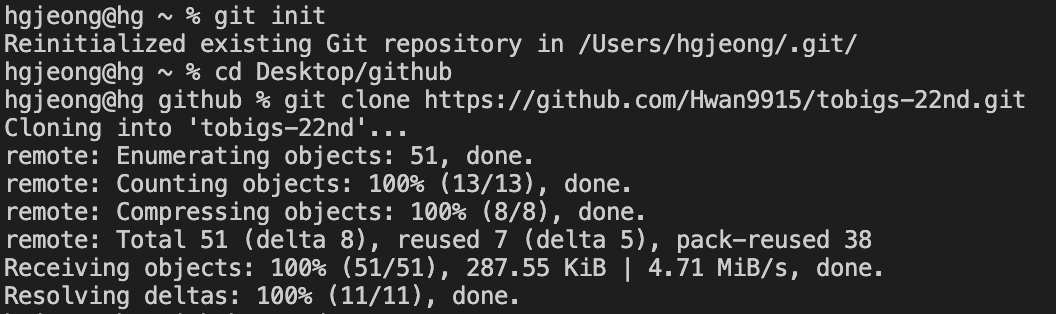 hgjeong@hg ~ % git init
Reinitialized existing Git repository in /Users/hgjeong/.git/
hgjeong@hg ~ % cd Desktop/github
hgjeong@hg github % git clone https://github.com/Hwan9915/tobigs-22nd.git
Cloning into 'tobigs-22nd'...
remote: Enumerating objects: 51, done.
remote: Counting objects: 100% (13/13), done.
remote: Compressing objects: 100% (8/8), done.
remote: Total 51 (delta 8), reused 7 (delta 5), pack-reused 38
Receiving objects: 100% (51/51), 287.55 KiB | 4.71 MiB/s, done.
Resolving deltas: 100% (11/11), done.